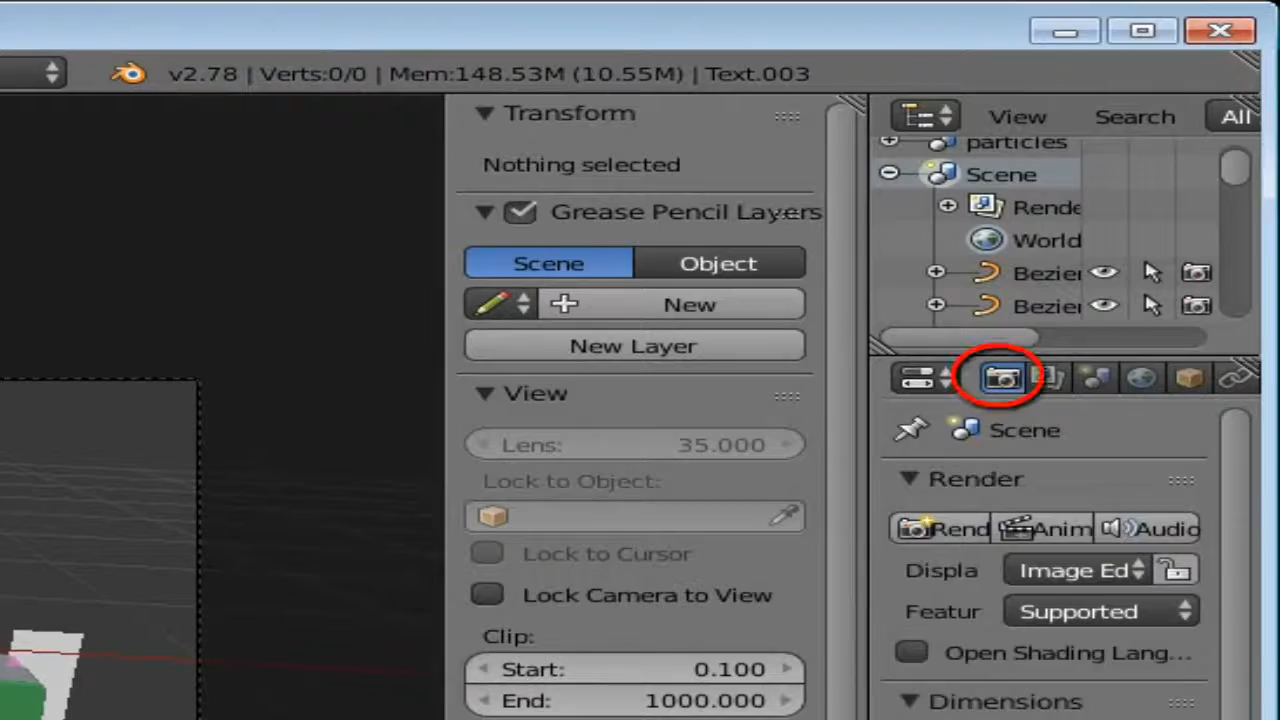 v2.78 | Verts:0/0 | Mem:148.53M (10.55M) | Text.003
Transform
Nothing selected
Grease Pencil Layers
Scene Object
New
New Layer
View
Lens: 35.000
Lock to Object:
Lock to Cursor
Lock Camera to View
Clip:
Start: 0.100
End: 1000.000
View Search All
particles
Scene
Rende
World
Bezier
Bezier
Scene
Render
Rend Anim Audio
Displa Image Ed
Featur Supported
Open Shading Lang...
Dimensions